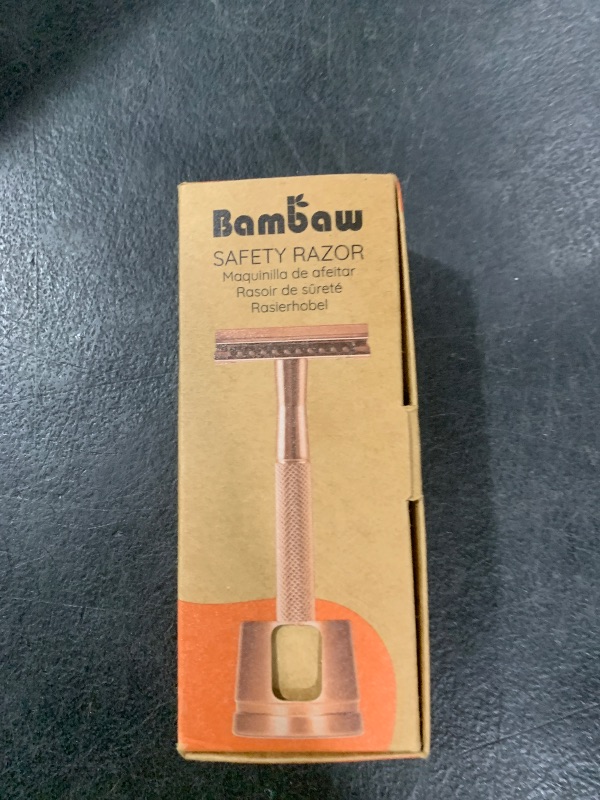 Bambaw
SAFETY RAZOR
Maquinilla de afeitar
Rasoir de sûreté
Rasierhobel